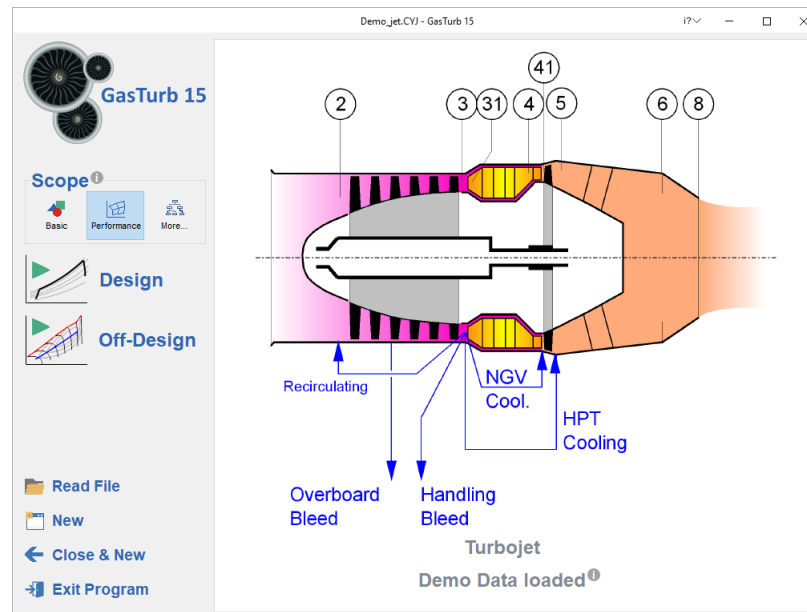 Demo_jet.CYJ - GasTurb 15
i?
GasTurb 15
Scope
Basic
Performance
More...
Design
Off-Design
Read File
New
Close & New
Exit Program
2
3
31
4
41
5
6
8
Recirculating
NGV
Cool.
HPT
Cooling
Overboard
Bleed
Handling
Bleed
Turbojet
Demo Data loaded